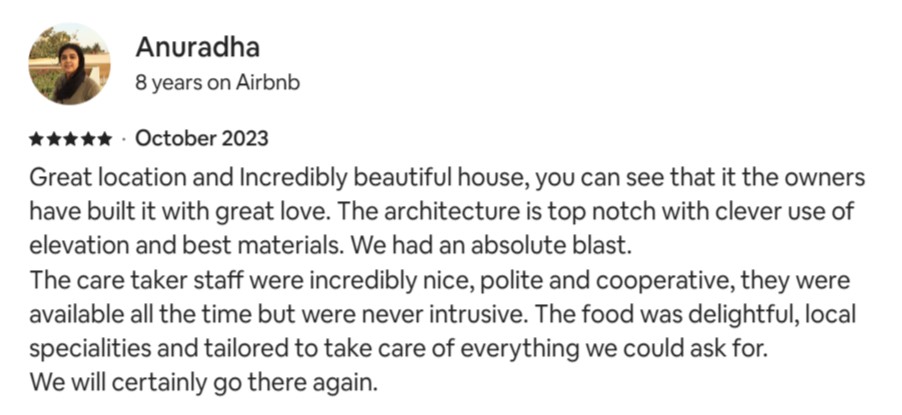 Anuradha
8 years on Airbnb
★★★★★ · October 2023
Great location and Incredibly beautiful house, you can see that it the owners
have built it with great love. The architecture is top notch with clever use of
elevation and best materials. We had an absolute blast.
The care taker staff were incredibly nice, polite and cooperative, they were
available all the time but were never intrusive. The food was delightful, local
specialities and tailored to take care of everything we could ask for.
We will certainly go there again.